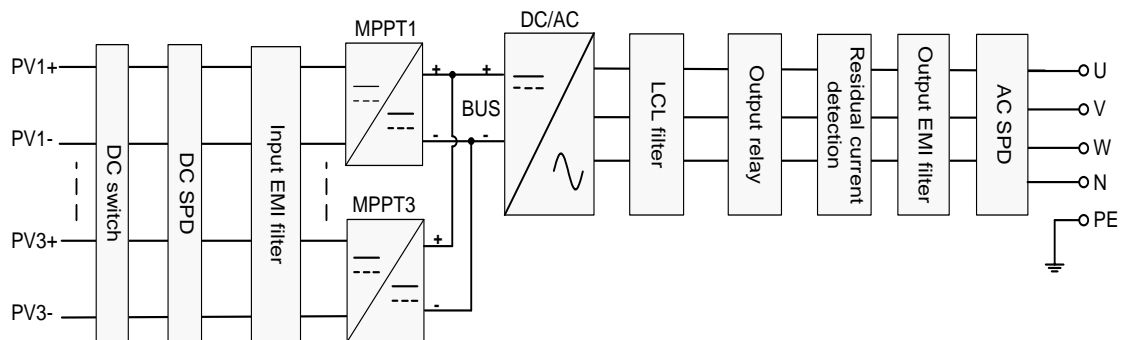 PV1+
PV1-
PV3+
PV3-
DC switch
DC SPD
Input EMI filter
MPPT1
MPPT3
+
-
+
-
+
-
BUS
DC/AC
LCL filter
Output relay
Residual current
detection
Output EMI filter
AC SPD
U
V
W
N
PE